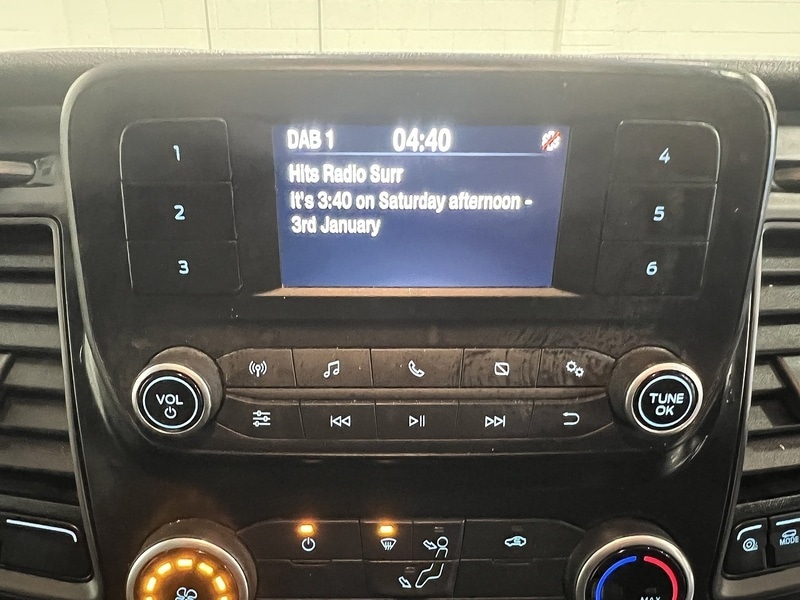 DAB 1 04:40
Hits Radio Surr
It's 3:40 on Saturday afternoon -
3rd January
1 4
2 5
3 6
VOL
TUNE
OK
MODE
MAX